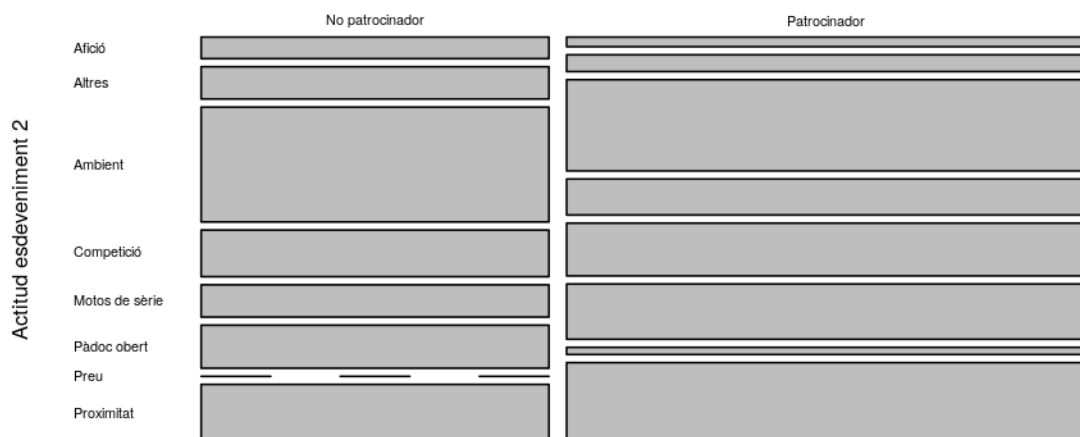 No patrocinador
Patrocinador
Actitud esdeveniment 2
Afició
Altres
Ambient
Competició
Motos de sèrie
Pàdoc obert
Preu
Proximitat